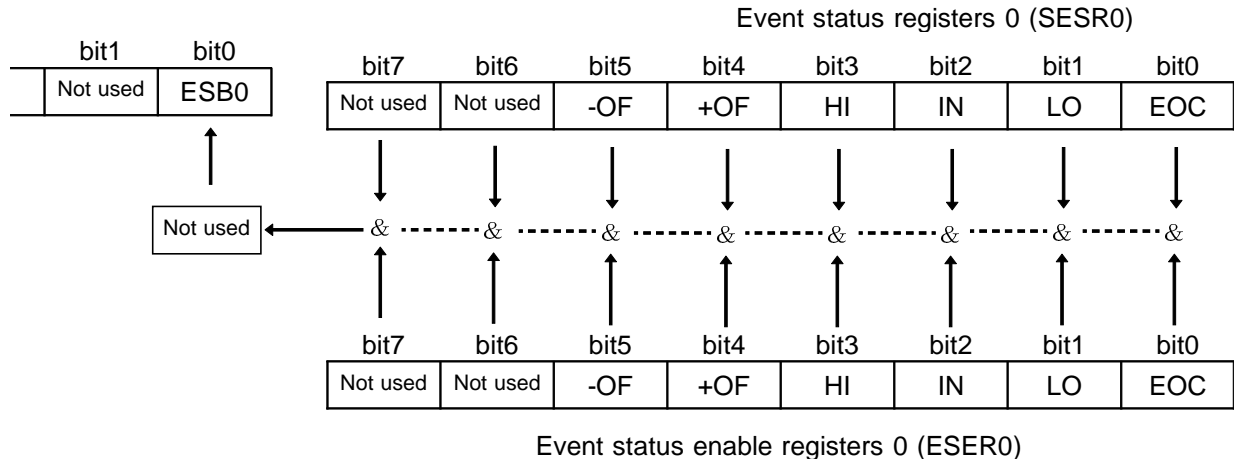 Event status registers 0 (SESR0)
bit1 bit0
Not used ESB0
bit7 bit6 bit5 bit4 bit3 bit2 bit1 bit0
Not used Not used -OF +OF HI IN LO EOC
Not used & & & & & & & &
bit7 bit6 bit5 bit4 bit3 bit2 bit1 bit0
Not used Not used -OF +OF HI IN LO EOC
Event status enable registers 0 (ESER0)